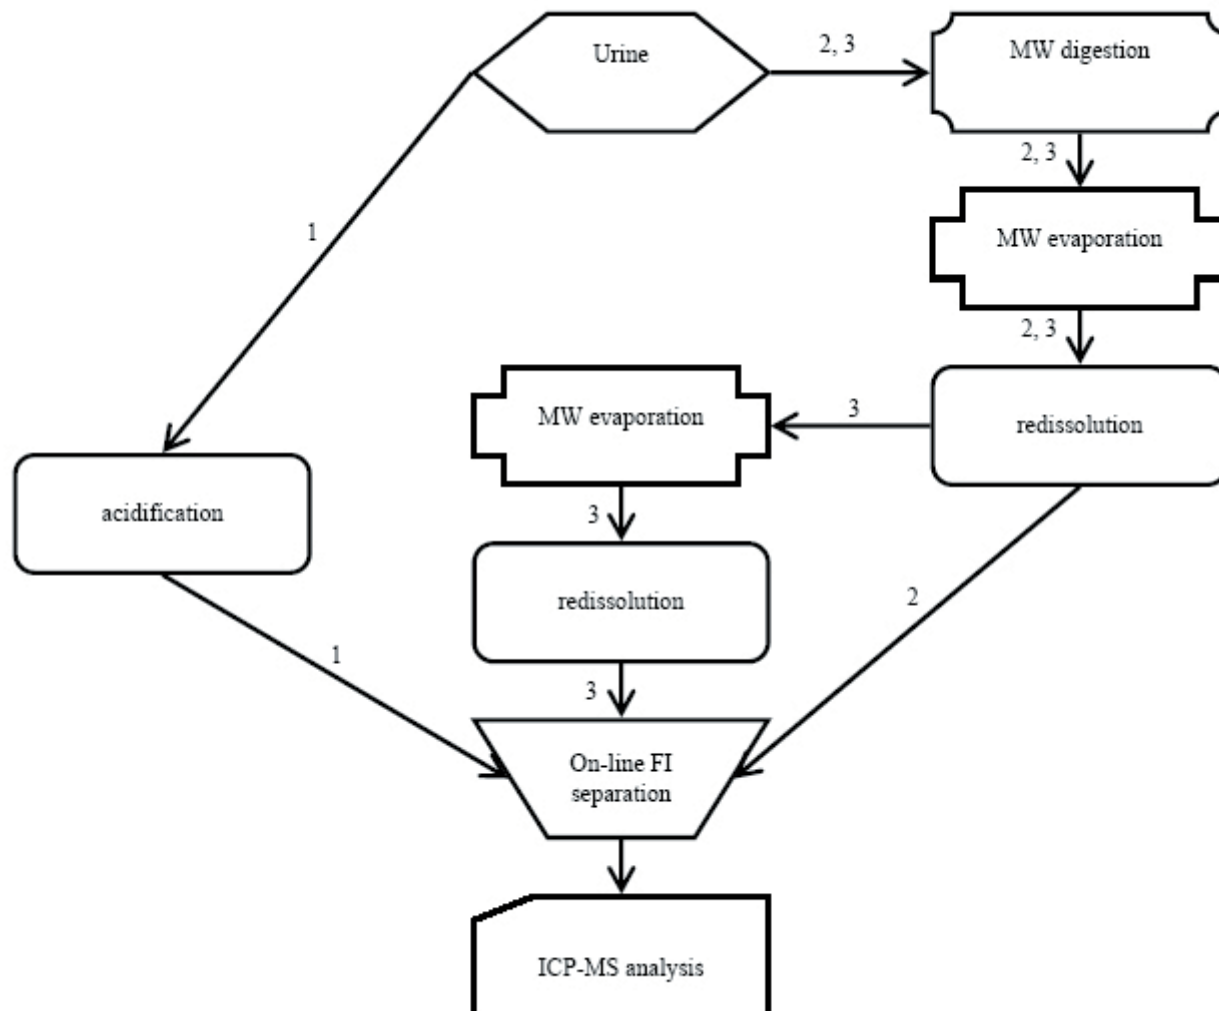 Urine
2, 3
MW digestion
2, 3
1
MW evaporation
2, 3
MW evaporation
3
redissolution
acidification
3
redissolution
2
1
3
On-line FI
separation
ICP-MS analysis